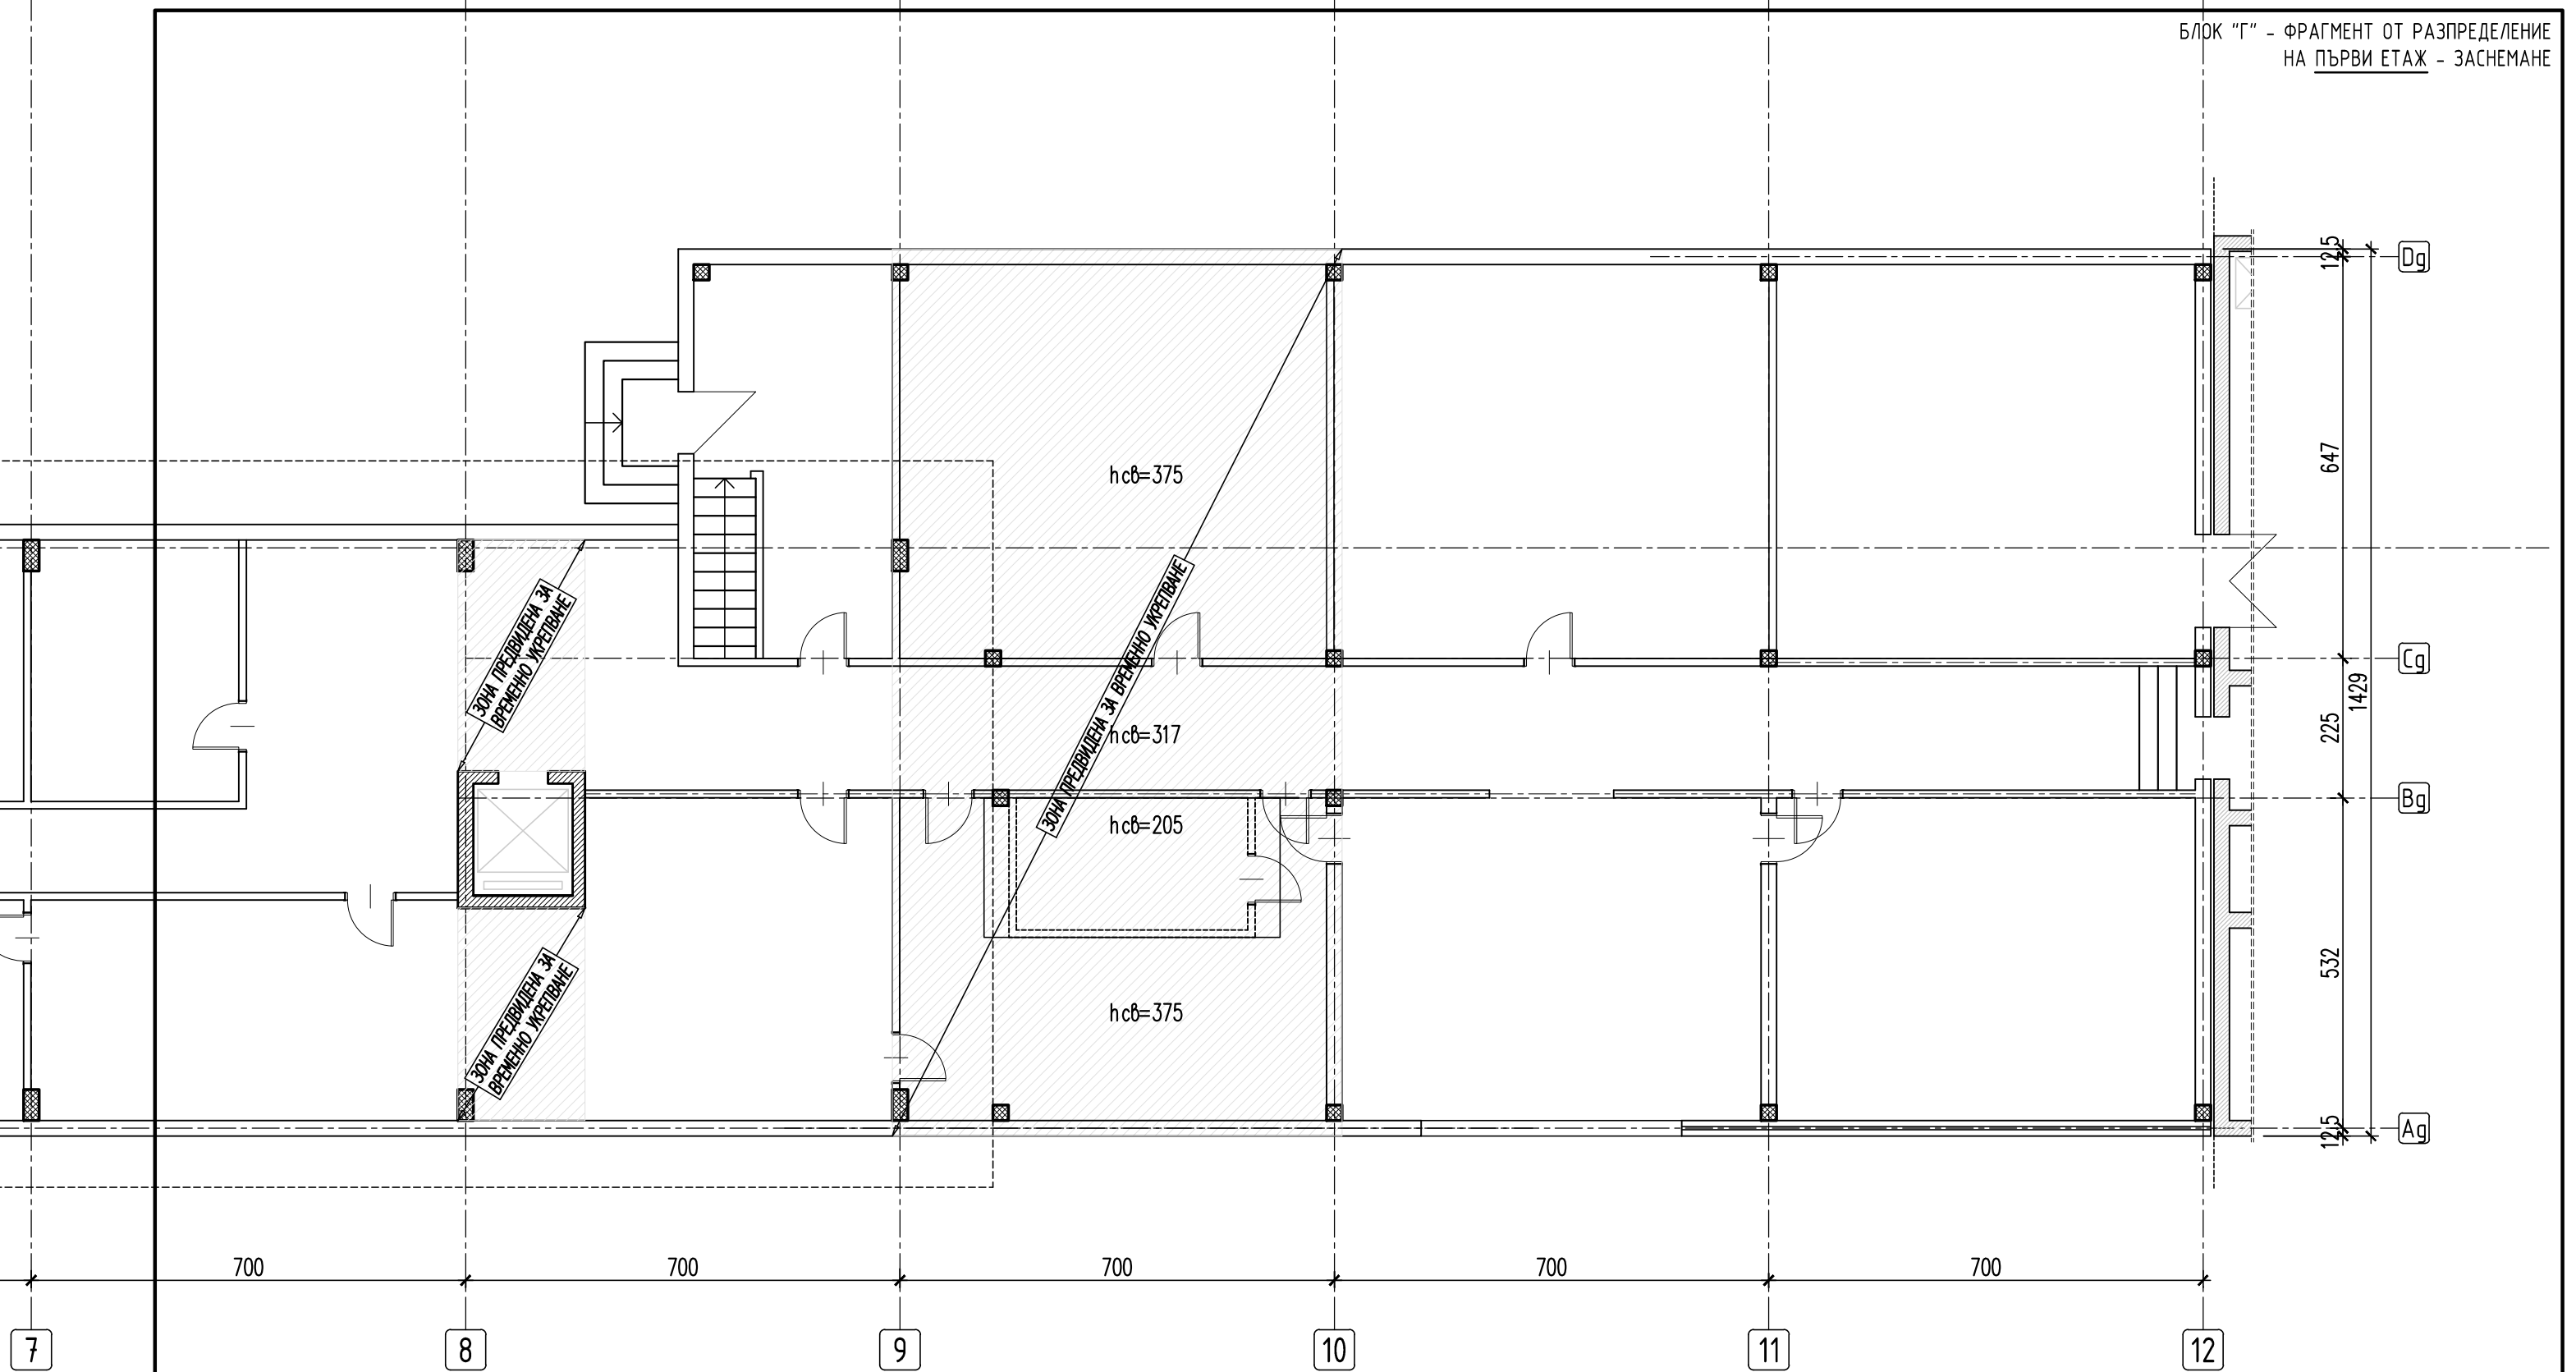 БЛОК "Г" - ФРАГМЕНТ ОТ РАЗПРЕДЕЛЕНИЕ
НА ПЪРВИ ЕТАЖ - ЗАСНЕМАНЕ
12.5
Dg
hсв=375
647
ЗОНА ПРЕДВИДЕНА ЗА
ВРЕМЕННО УКРЕПВАНЕ
ЗОНА ПРЕДВИДЕНА ЗА ВРЕМЕННО УКРЕПВАНЕ
Cg
1429
hсв=317
225
Bg
hсв=205
532
ЗОНА ПРЕДВИДЕНА ЗА
ВРЕМЕННО УКРЕПВАНЕ
hсв=375
12.5
Ag
700
700
700
700
700
7
8
9
10
11
12